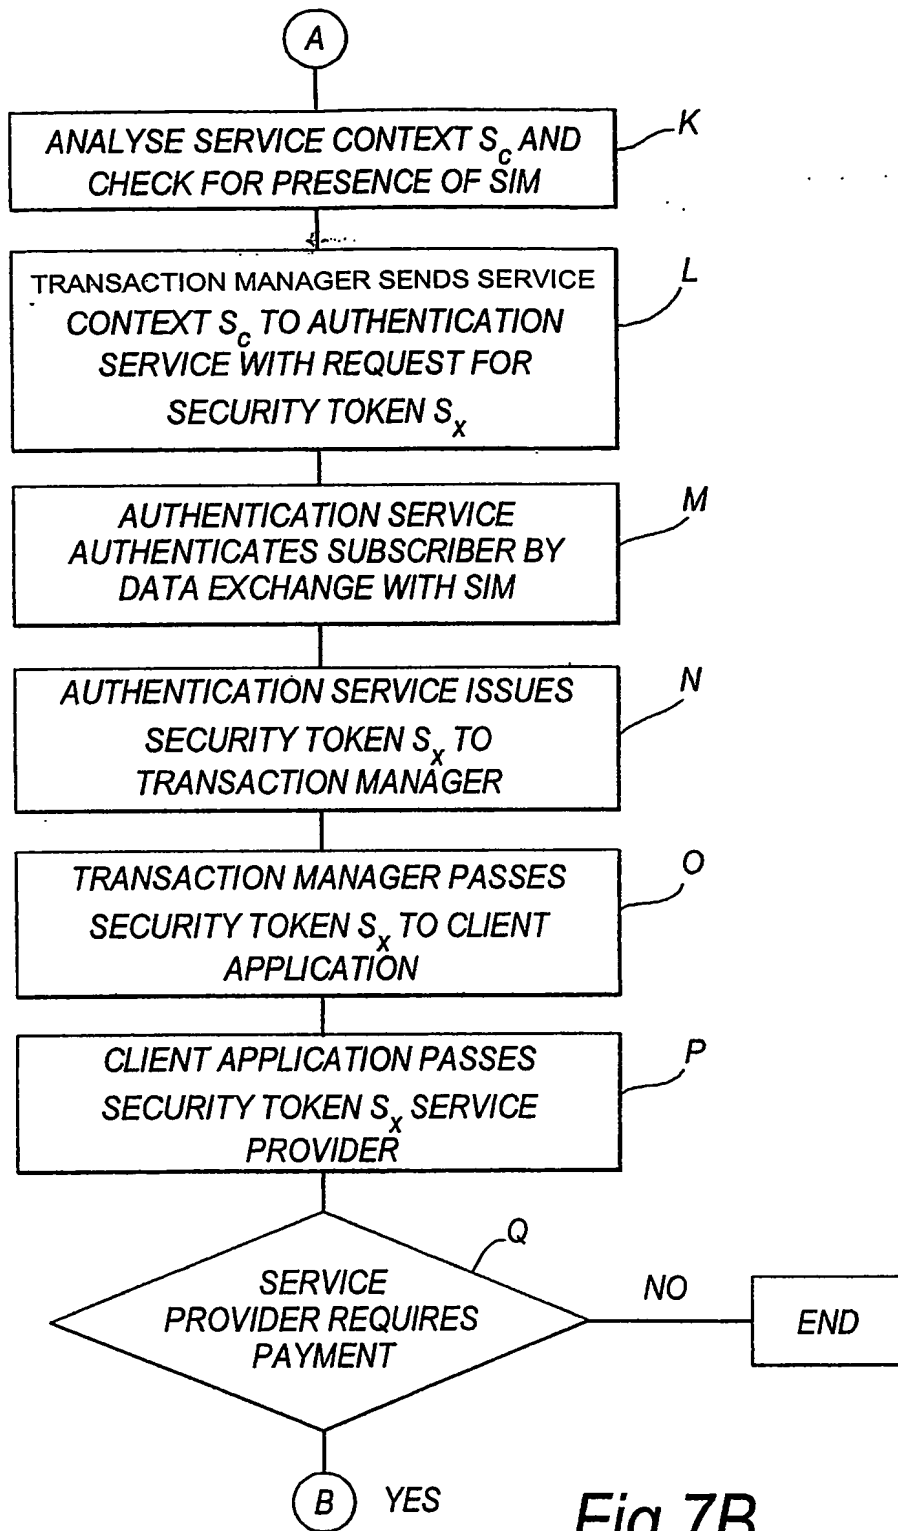 A
ANALYSE SERVICE CONTEXT Sc AND
CHECK FOR PRESENCE OF SIM
K
TRANSACTION MANAGER SENDS SERVICE
CONTEXT Sc TO AUTHENTICATION
SERVICE WITH REQUEST FOR
SECURITY TOKEN Sx
L
AUTHENTICATION SERVICE
AUTHENTICATES SUBSCRIBER BY
DATA EXCHANGE WITH SIM
M
AUTHENTICATION SERVICE ISSUES
SECURITY TOKEN Sx TO
TRANSACTION MANAGER
N
TRANSACTION MANAGER PASSES
SECURITY TOKEN Sx TO CLIENT
APPLICATION
O
CLIENT APPLICATION PASSES
SECURITY TOKEN Sx SERVICE
PROVIDER
P
SERVICE
PROVIDER REQUIRES
PAYMENT
Q
NO
END
B
YES
Fig.7B